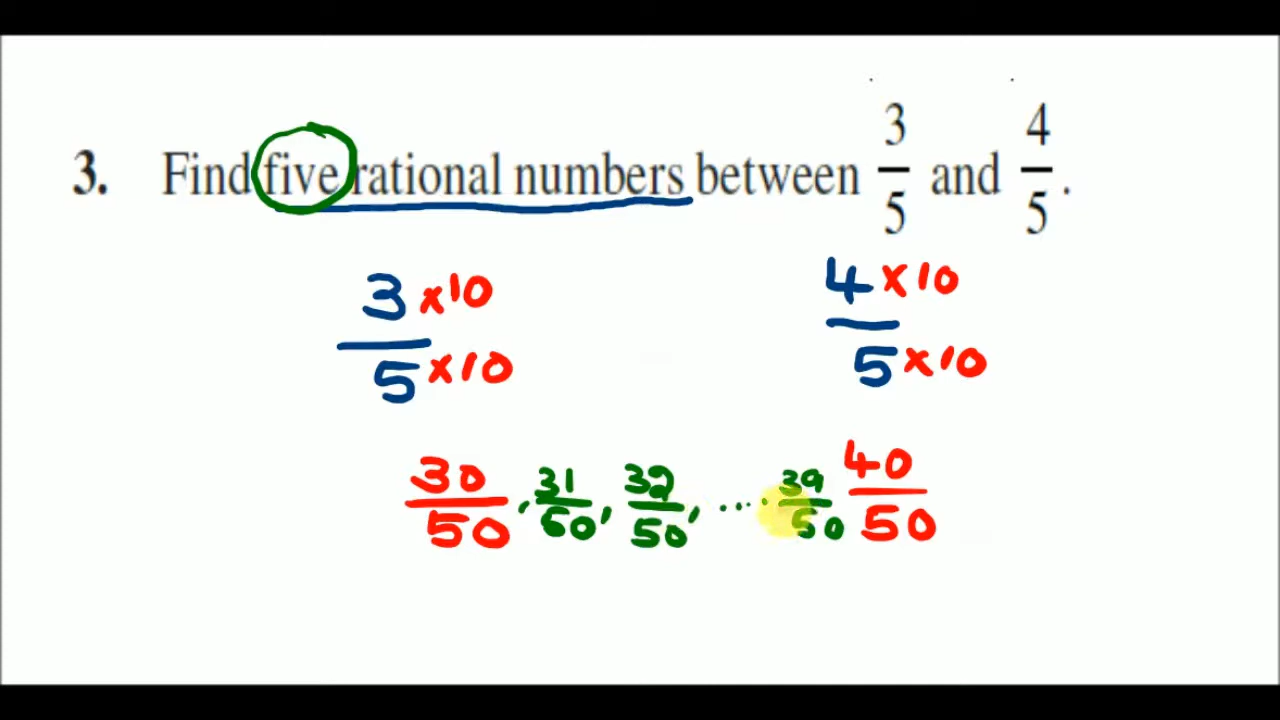 3. Find five rational numbers between 3/5 and 4/5.
3 ×10 4 ×10
5 ×10 5 ×10
30/50, 31/50, 32/50, ... 39/50 40/50